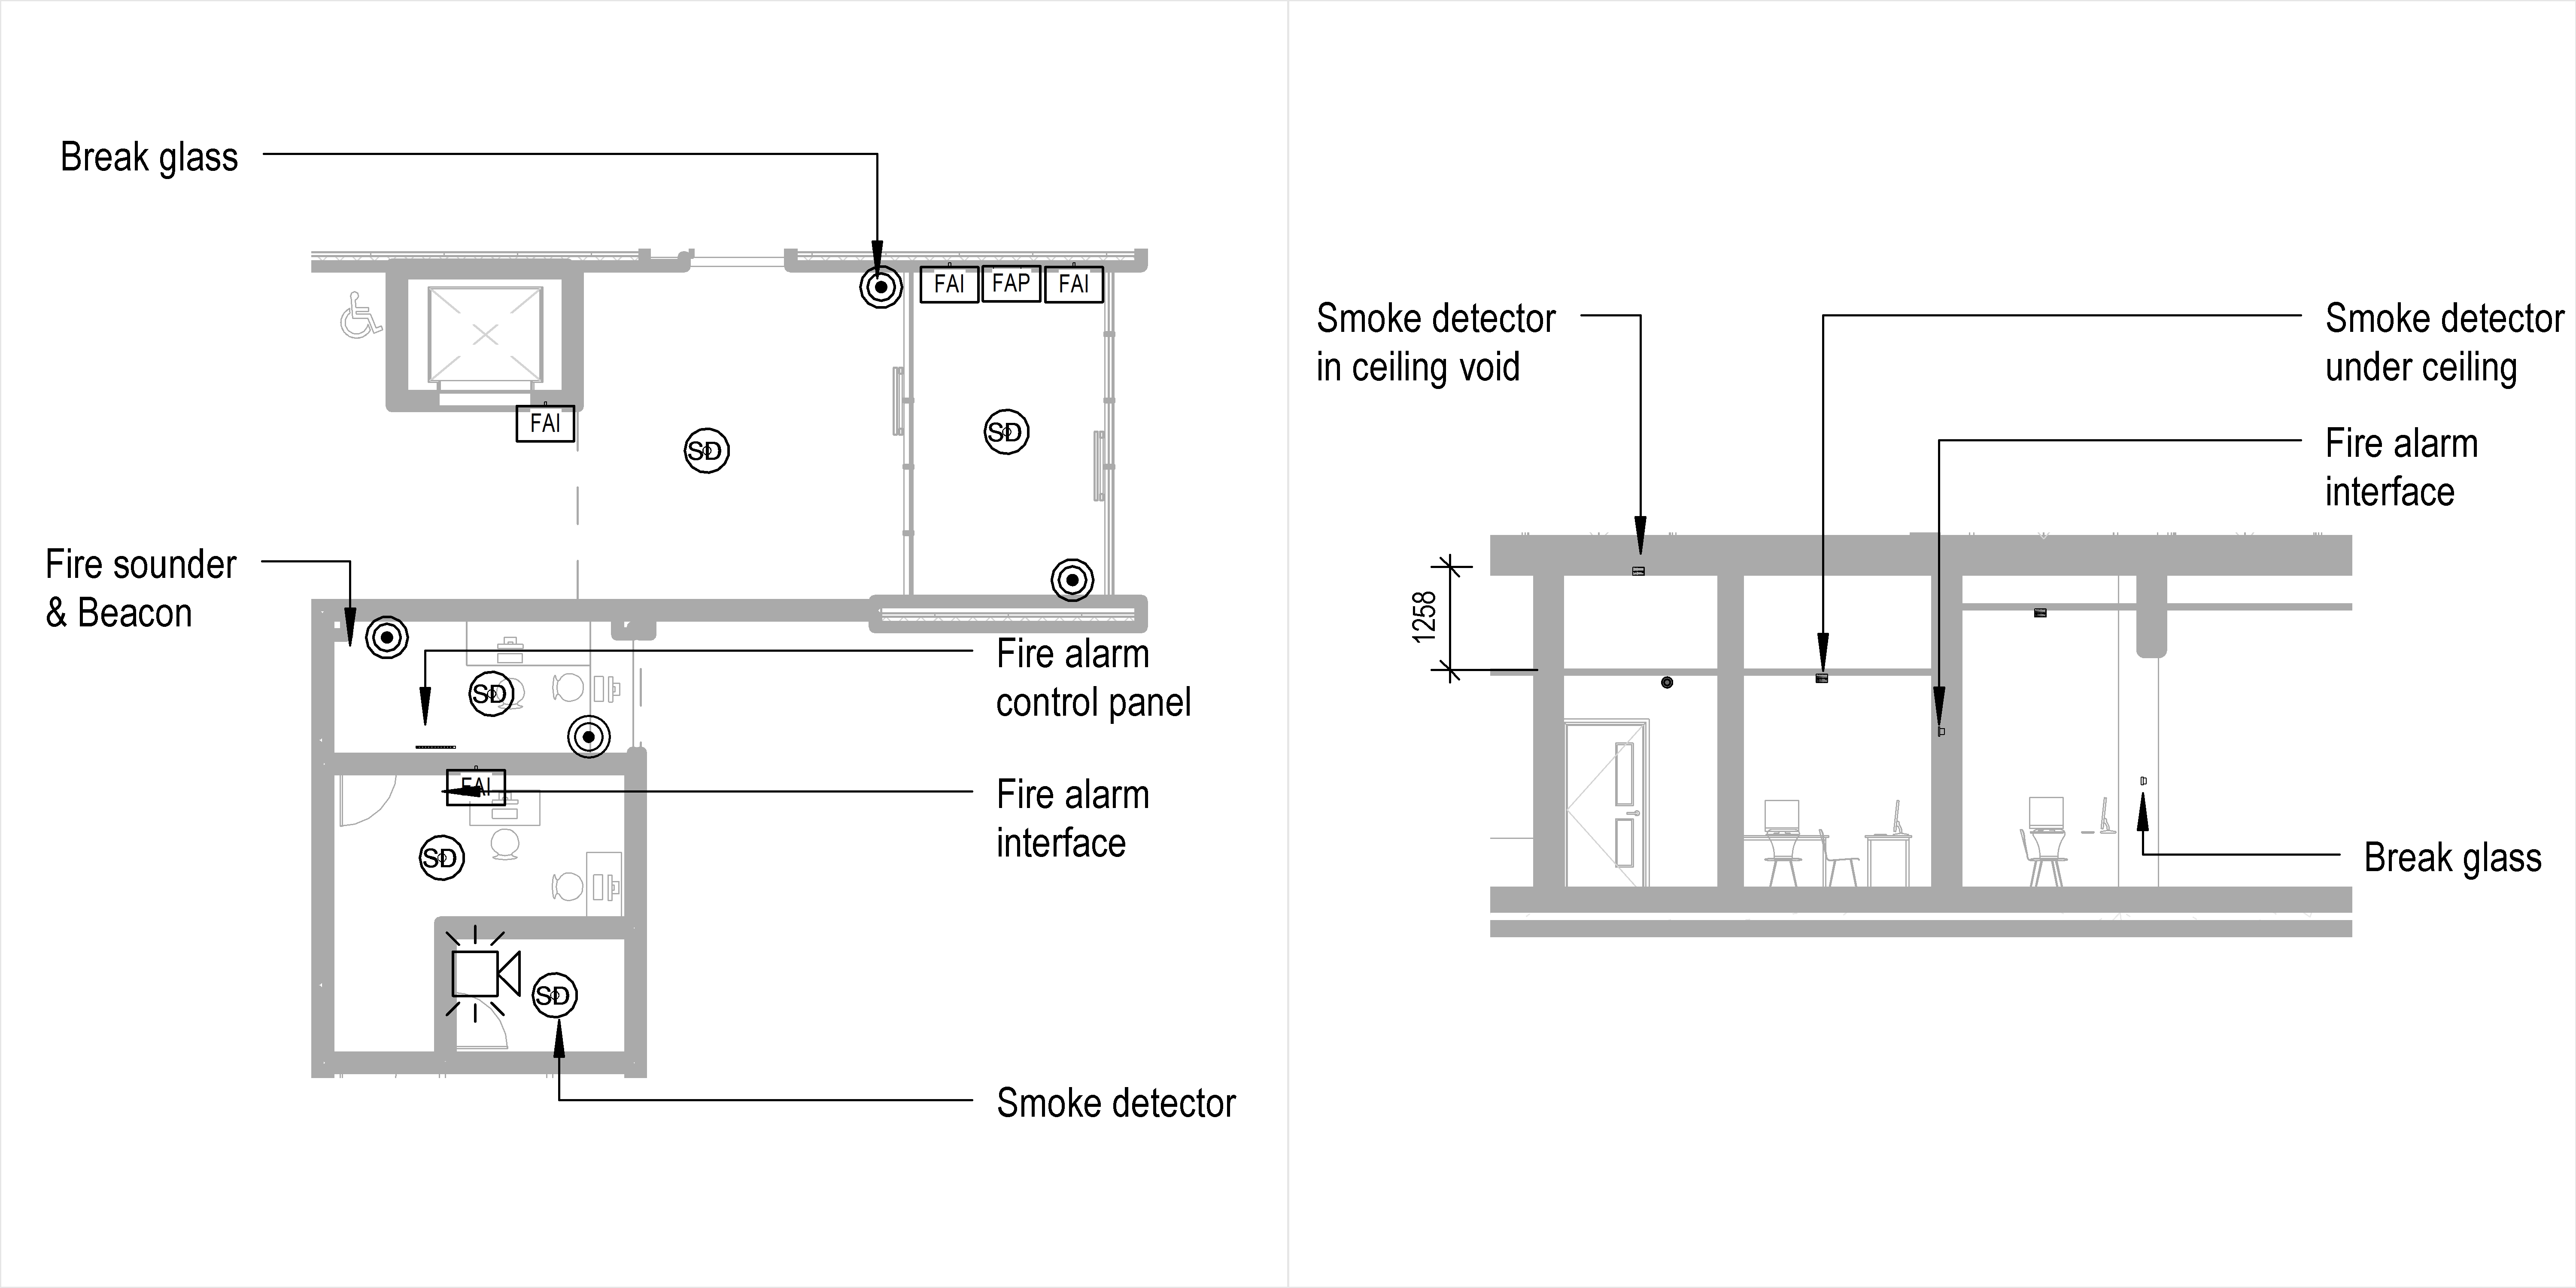 Break glass
FAI
FAP
FAI
FAI
SD
SD
Fire sounder
& Beacon
Fire alarm
control panel
SD
FAI
Fire alarm
interface
SD
SD
Smoke detector
Smoke detector
in ceiling void
Smoke detector
under ceiling
Fire alarm
interface
1258
Break glass